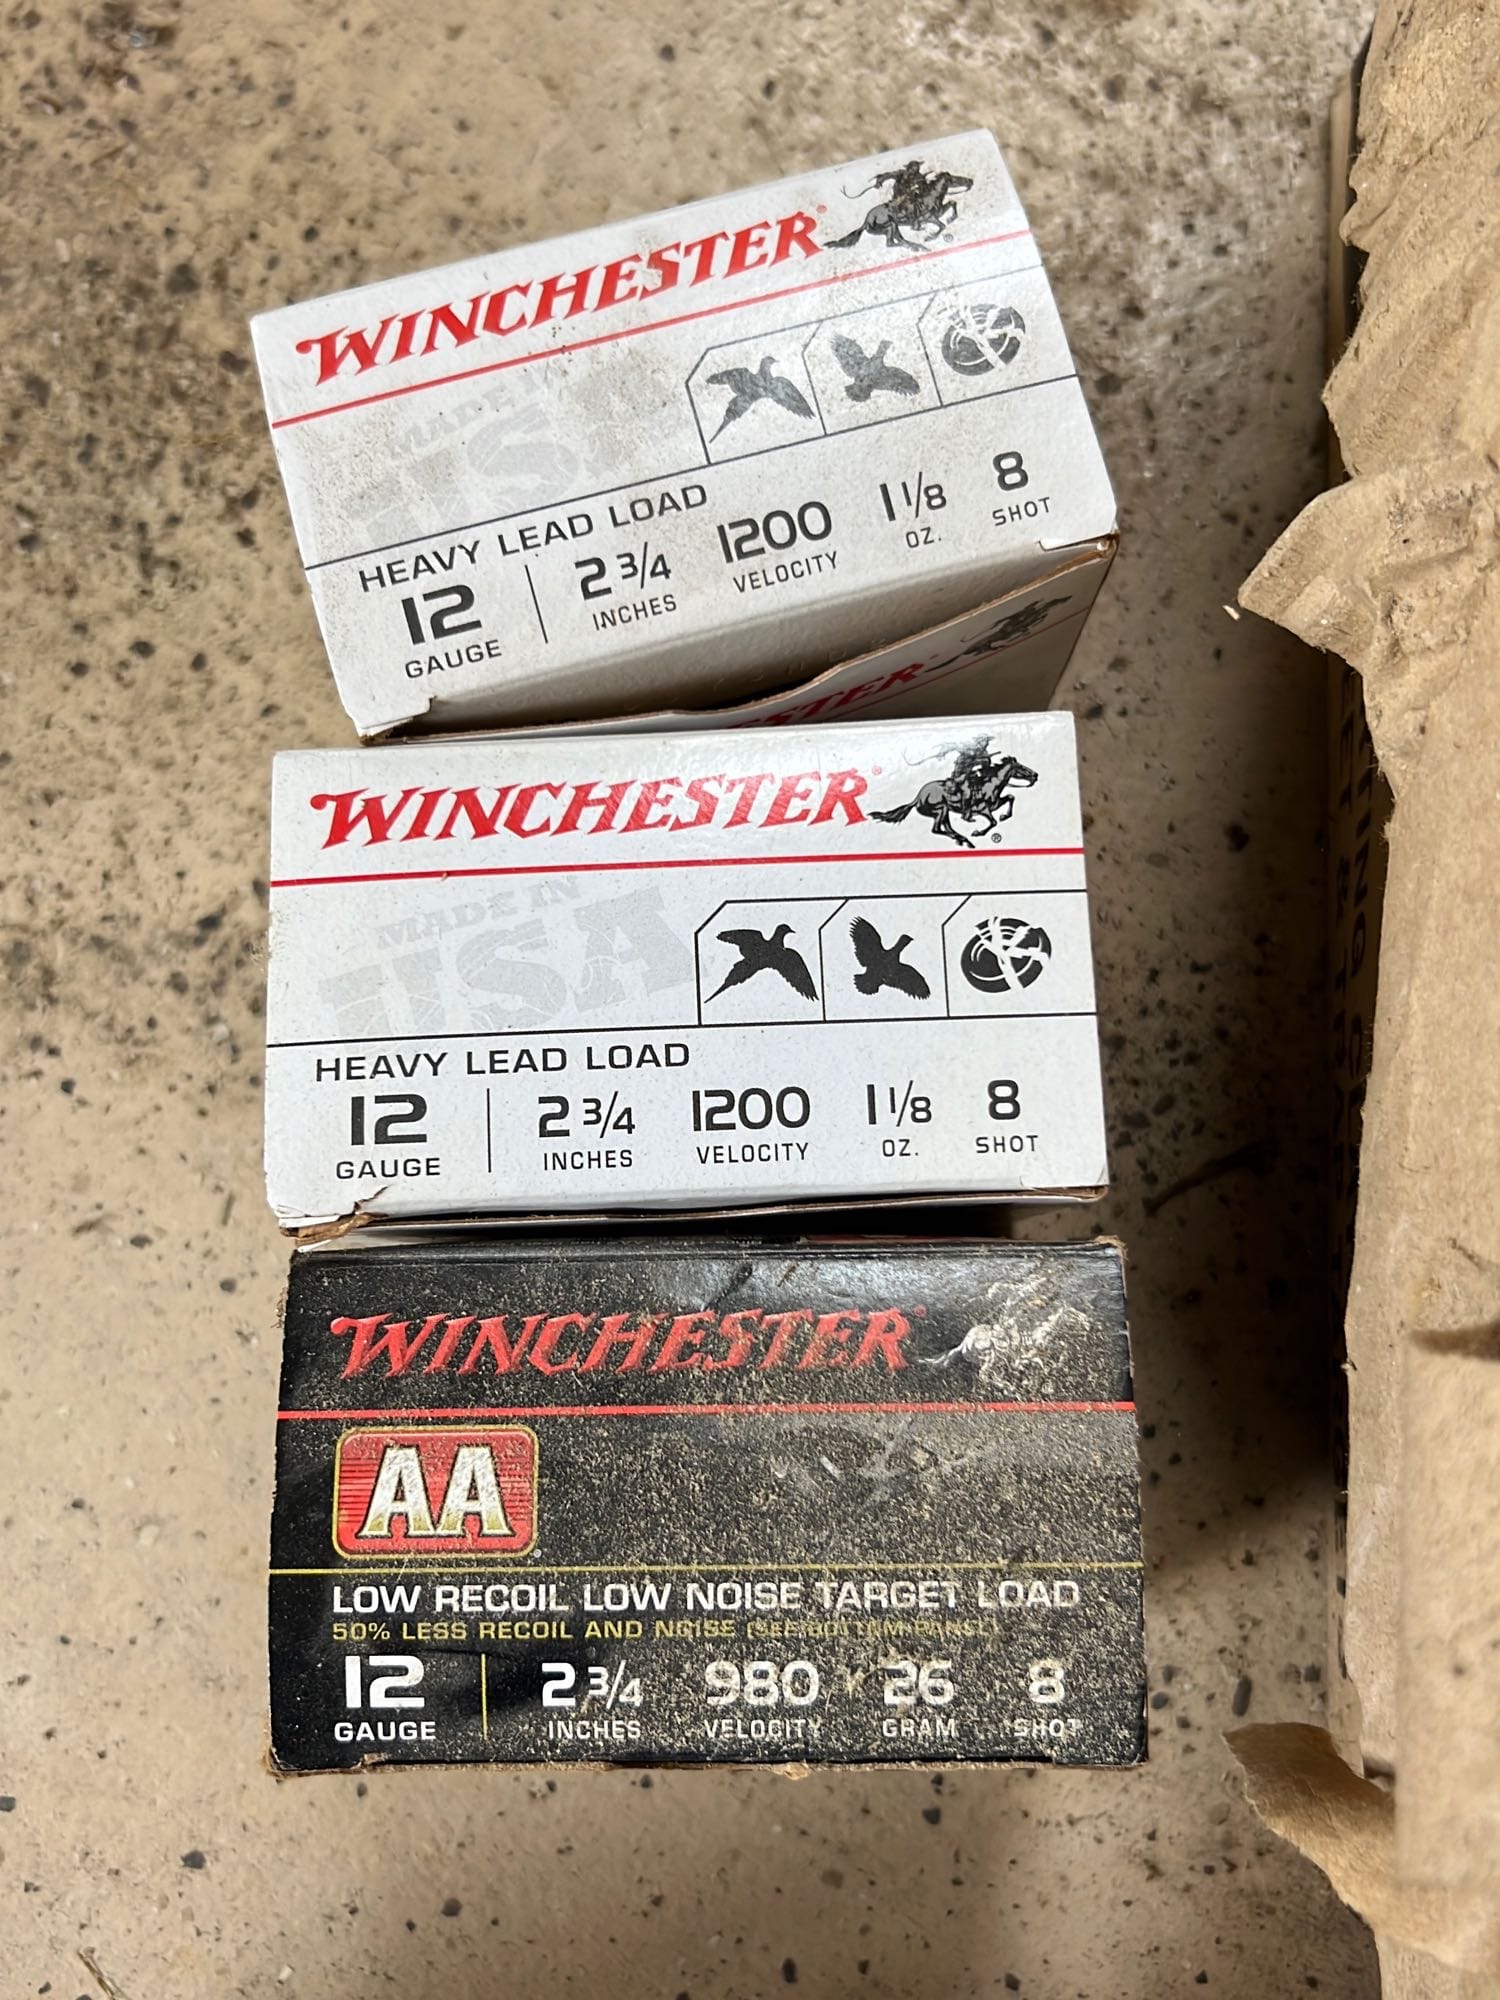 WINCHESTER®
MADE IN
USA
HEAVY LEAD LOAD
12 2 3/4 1200 1 1/8 8
GAUGE INCHES VELOCITY OZ. SHOT
WINCHESTER®
MADE IN
USA
HEAVY LEAD LOAD
12 2 3/4 1200 1 1/8 8
GAUGE INCHES VELOCITY OZ. SHOT
WINCHESTER®
AA
LOW RECOIL LOW NOISE TARGET LOAD
50% LESS RECOIL AND NOISE (SEE BOTTOM PANEL)
12 2 3/4 980 26 8
GAUGE INCHES VELOCITY GRAM SHOT